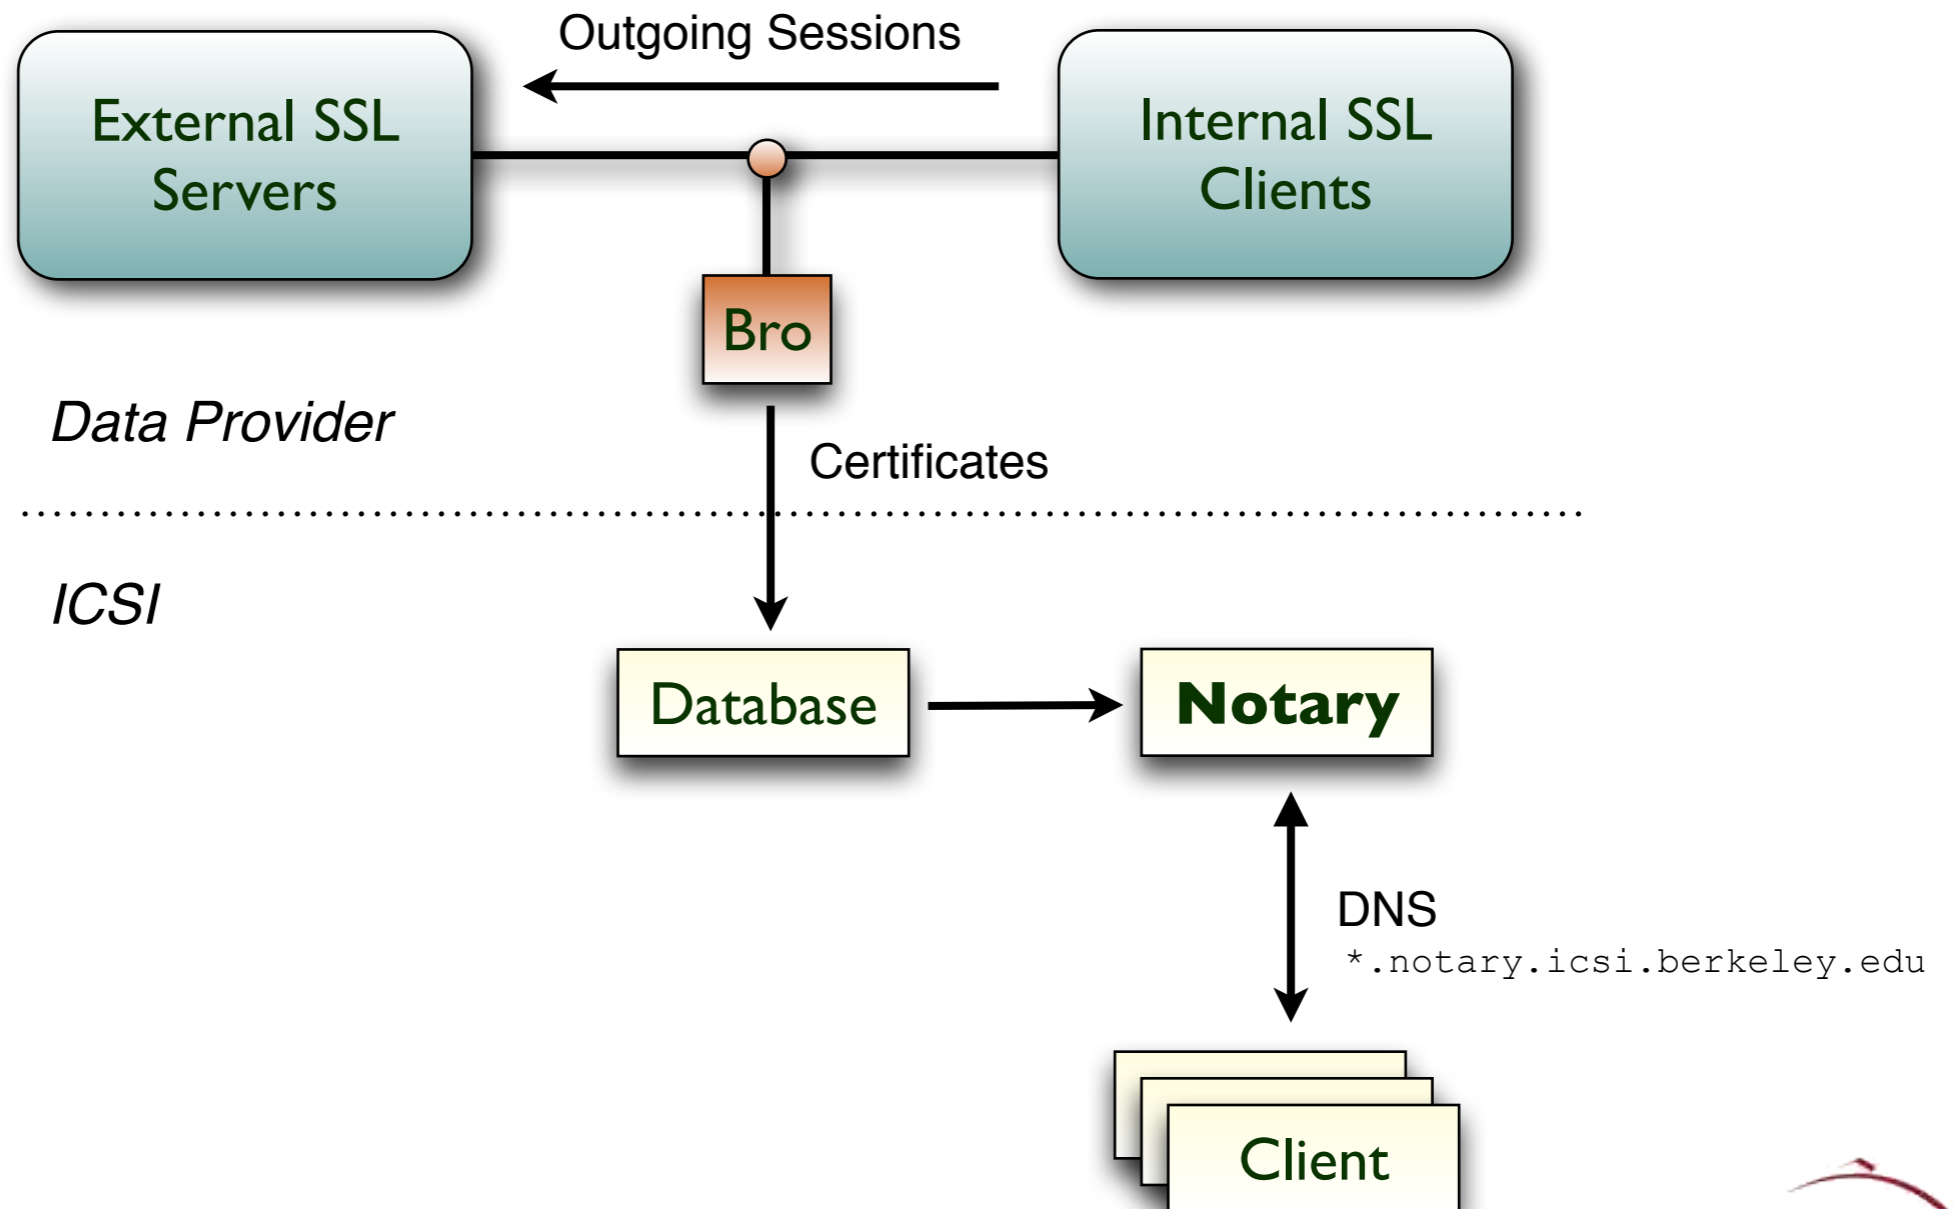 Outgoing Sessions
External SSL
Servers
Internal SSL
Clients
Bro
Data Provider
Certificates
ICSI
Database
Notary
DNS
*.notary.icsi.berkeley.edu
Client